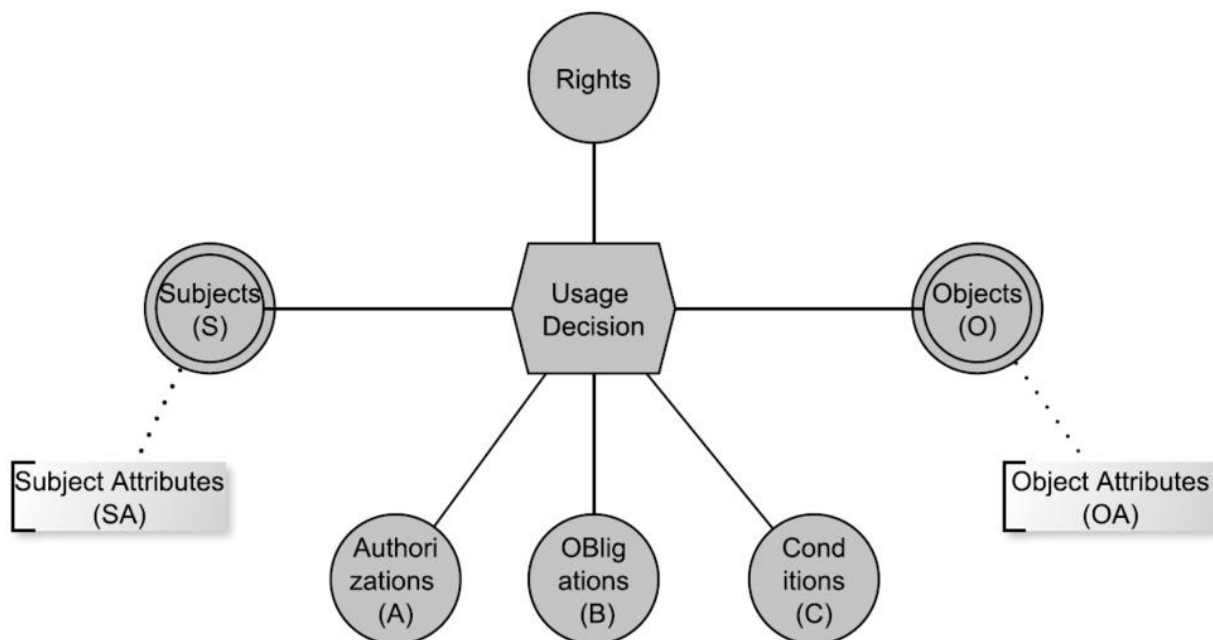 Rights
Subjects
(S)
Usage
Decision
Objects
(O)
Subject Attributes
(SA)
Object Attributes
(OA)
Authori
zations
(A)
OBlig
ations
(B)
Cond
itions
(C)